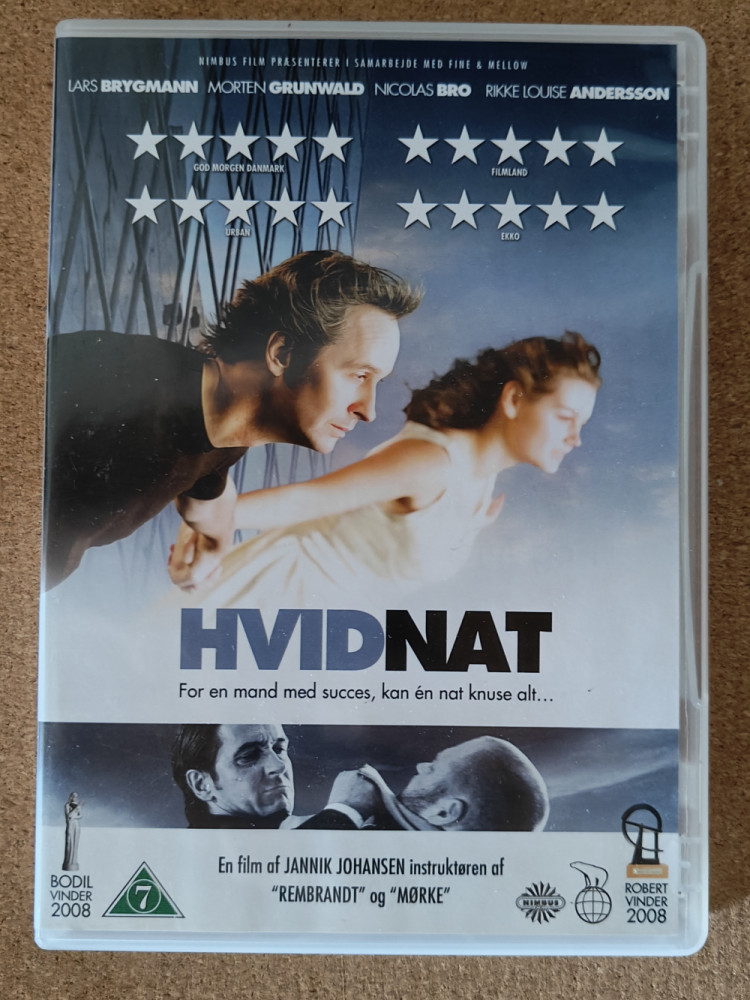 NIMBUS FILM PRÆSENTERER I SAMARBEJDE MED FINE & MELLOW
LARS BRYGMANN MORTEN GRUNWALD NICOLAS BRO RIKKE LOUISE ANDERSSON
GOD MORGEN DANMARK
FILMLAND
URBAN
EKKO
HVIDNAT
For en mand med succes, kan én nat knuse alt...
En film af JANNIK JOHANSEN instruktøren af
"REMBRANDT" og "MØRKE"
BODIL
VINDER
2008
7
NIMBUS
ROBERT
VINDER
2008